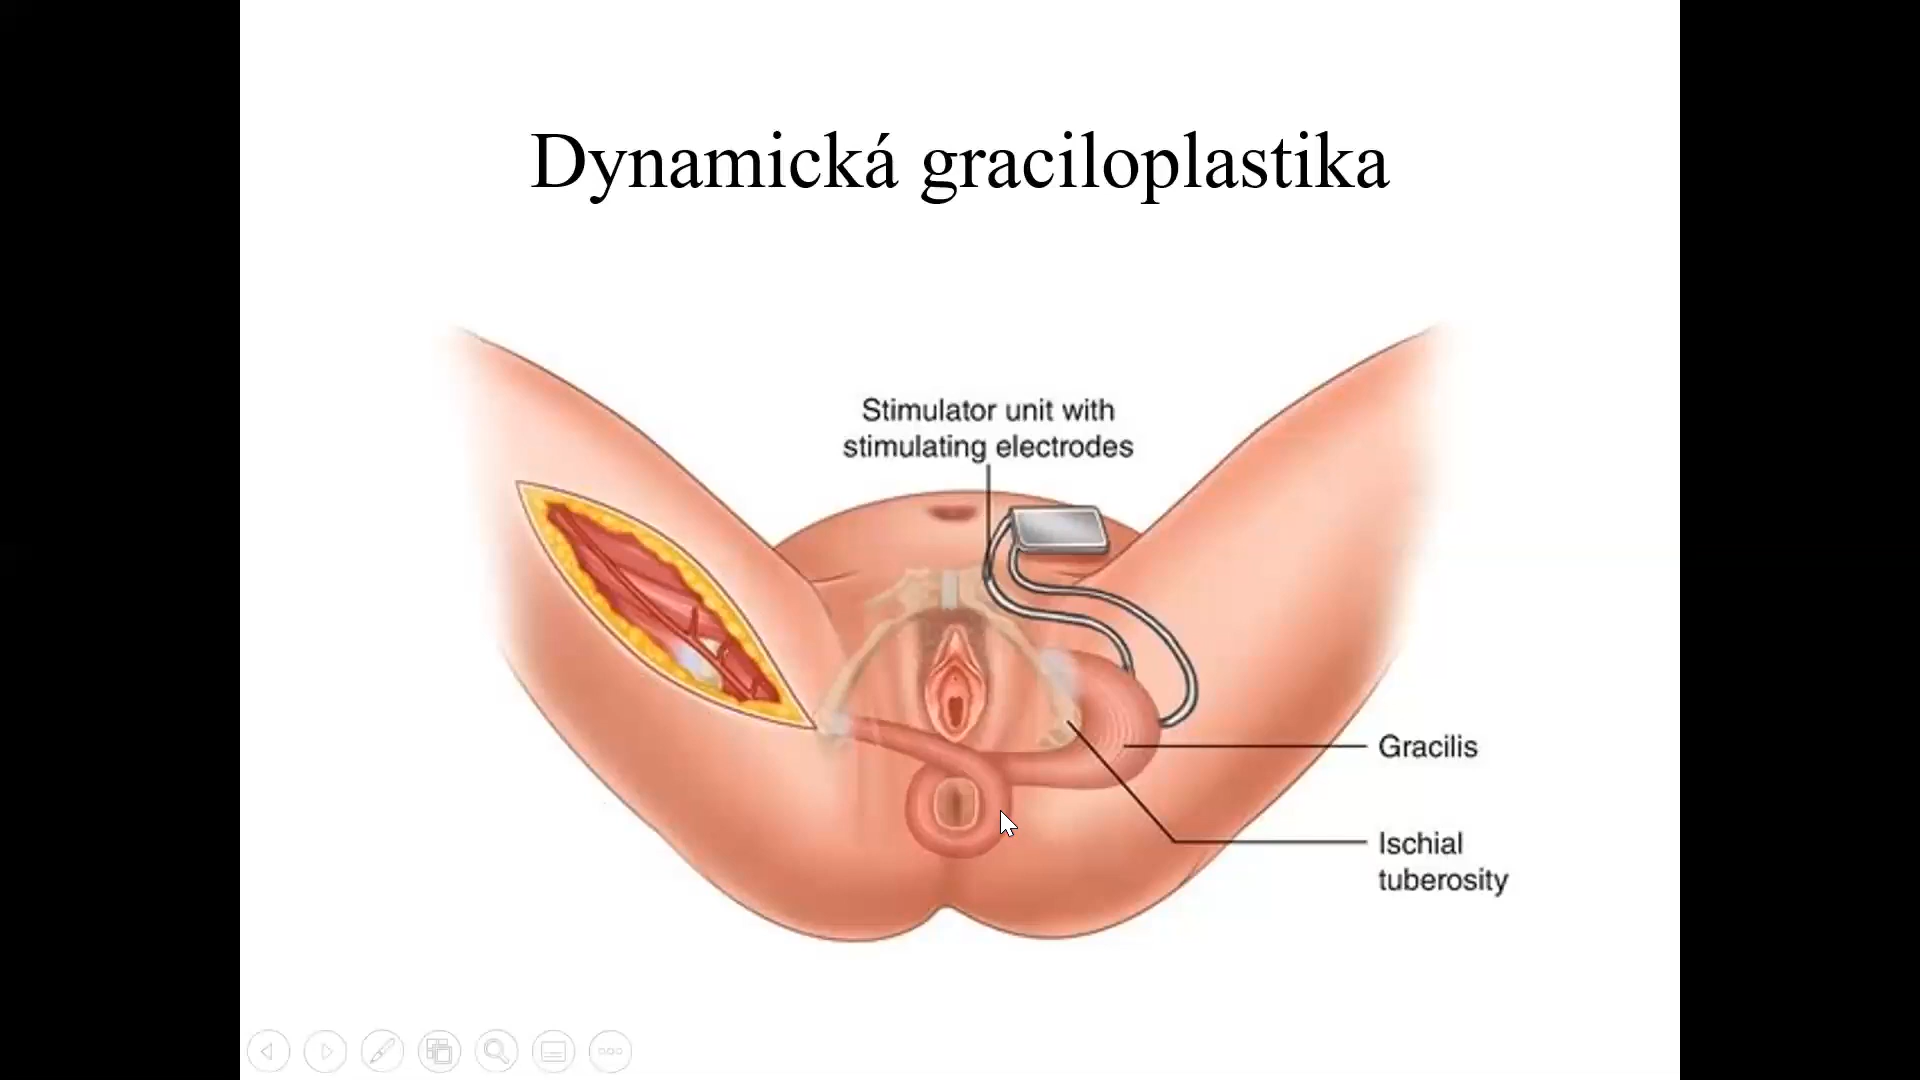 Dynamická graciloplastika
Stimulator unit with
stimulating electrodes
Gracilis
Ischial
tuberosity